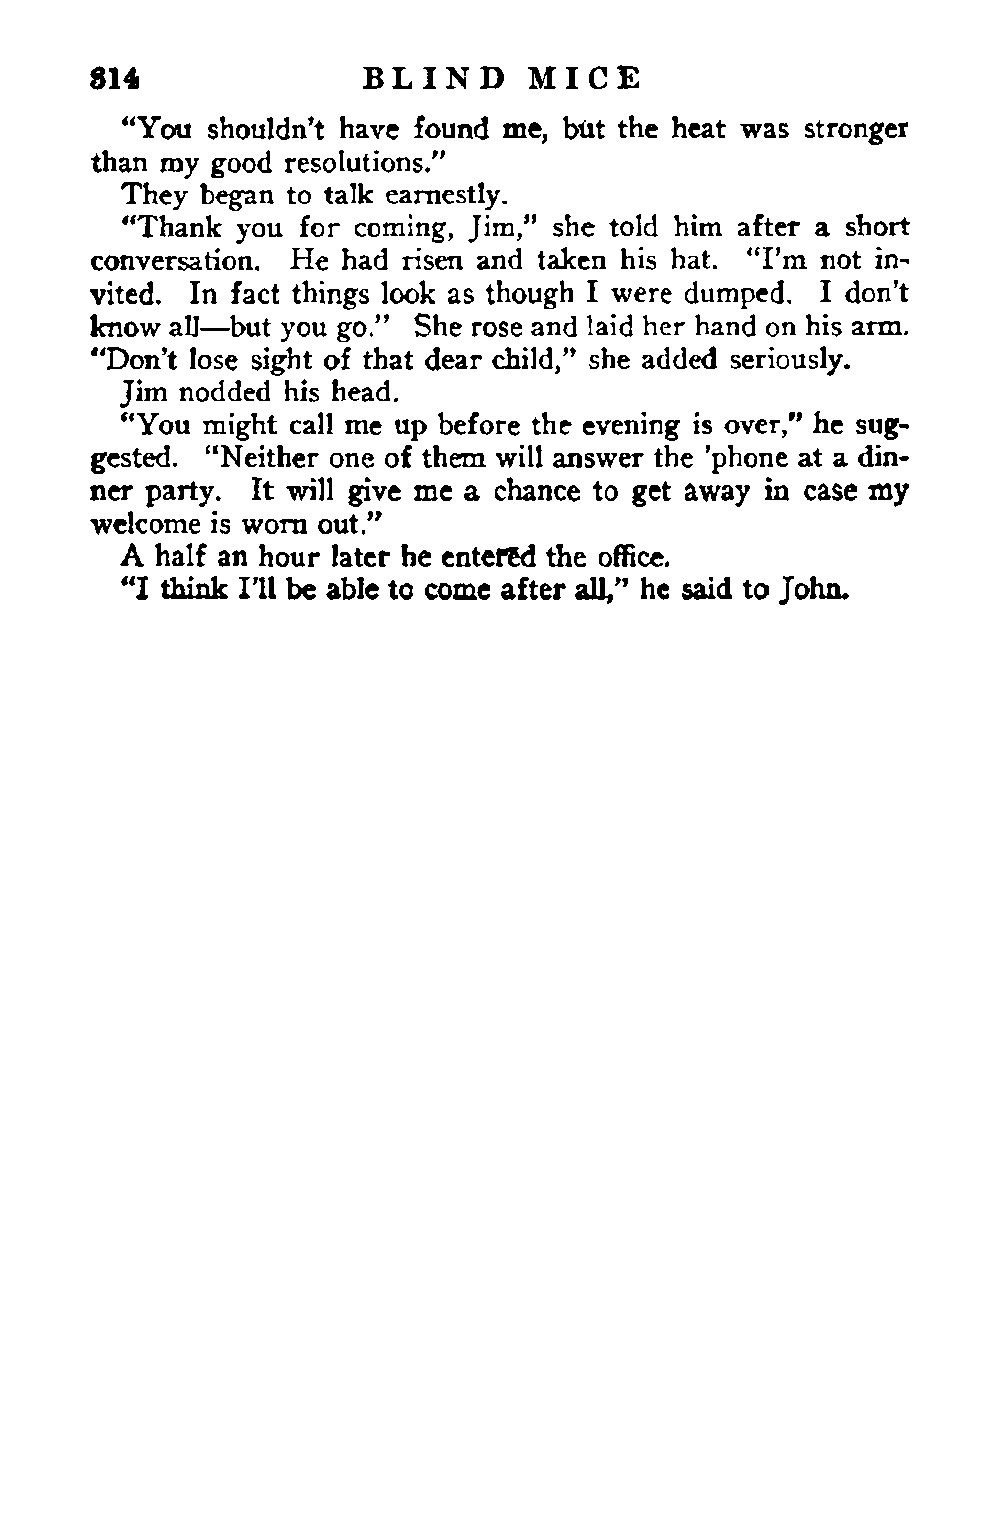 314 BLIND MICE
“You shouldn’t have found me, but the heat was stronger
than my good resolutions.”
They began to talk earnestly.
“Thank you for coming, Jim,” she told him after a short
conversation. He had risen and taken his hat. “I’m not in-
vited. In fact things look as though I were dumped. I don’t
know all—but you go.” She rose and laid her hand on his arm.
“Don’t lose sight of that dear child,” she added seriously.
Jim nodded his head.
“You might call me up before the evening is over,” he sug-
gested. “Neither one of them will answer the ’phone at a din-
ner party. It will give me a chance to get away in case my
welcome is worn out.”
A half an hour later he entered the office.
“I think I’ll be able to come after all,” he said to John.